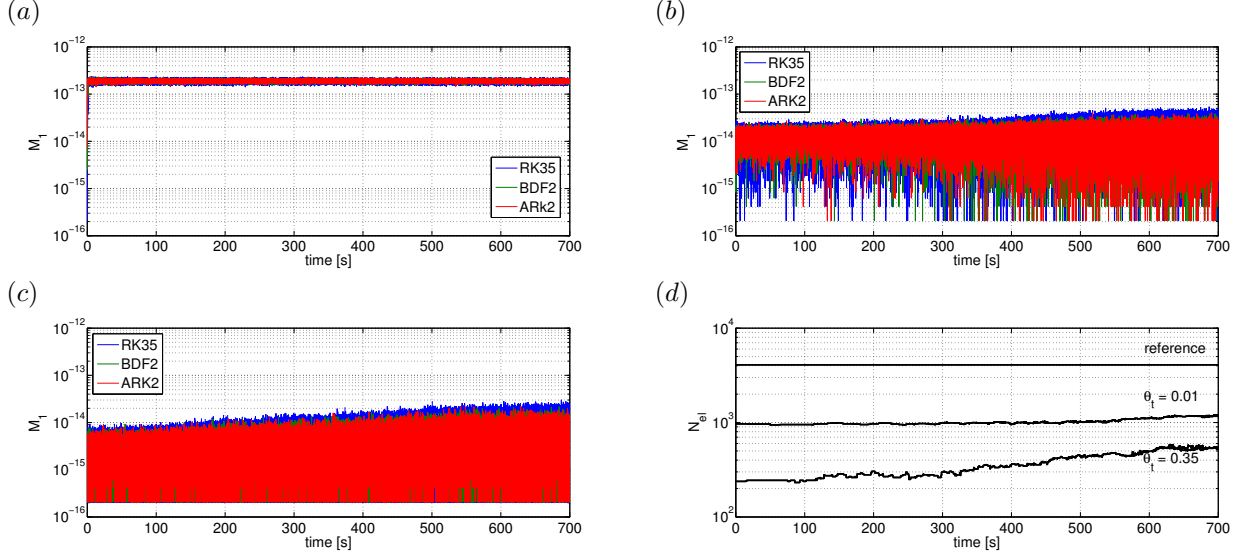 (a)
10^-12
10^-13
10^-14
10^-15
10^-16
M_1
0 100 200 300 400 500 600 700
time [s]
RK35
BDF2
ARk2
(b)
10^-12
10^-13
10^-14
10^-15
10^-16
M_1
0 100 200 300 400 500 600 700
time [s]
RK35
BDF2
ARK2
(c)
10^-12
10^-13
10^-14
10^-15
10^-16
M_1
0 100 200 300 400 500 600 700
time [s]
RK35
BDF2
ARK2
(d)
10^4
10^3
10^2
N_el
0 100 200 300 400 500 600 700
time [s]
reference
θ_t = 0.01
θ_t = 0.35